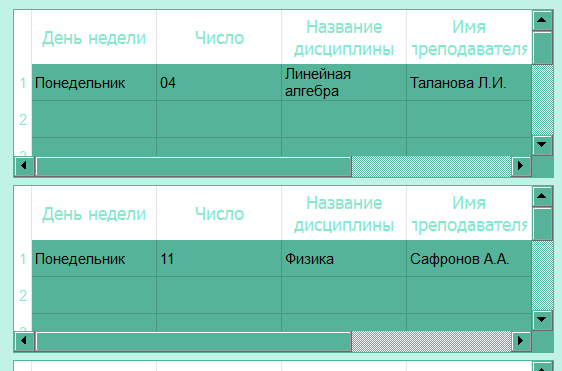 День недели Число Название дисциплины Имя преподавателя
1 Понедельник 04 Линейная алгебра Таланова Л.И.
2
День недели Число Название дисциплины Имя преподавателя
1 Понедельник 11 Физика Сафронов А.А.
2